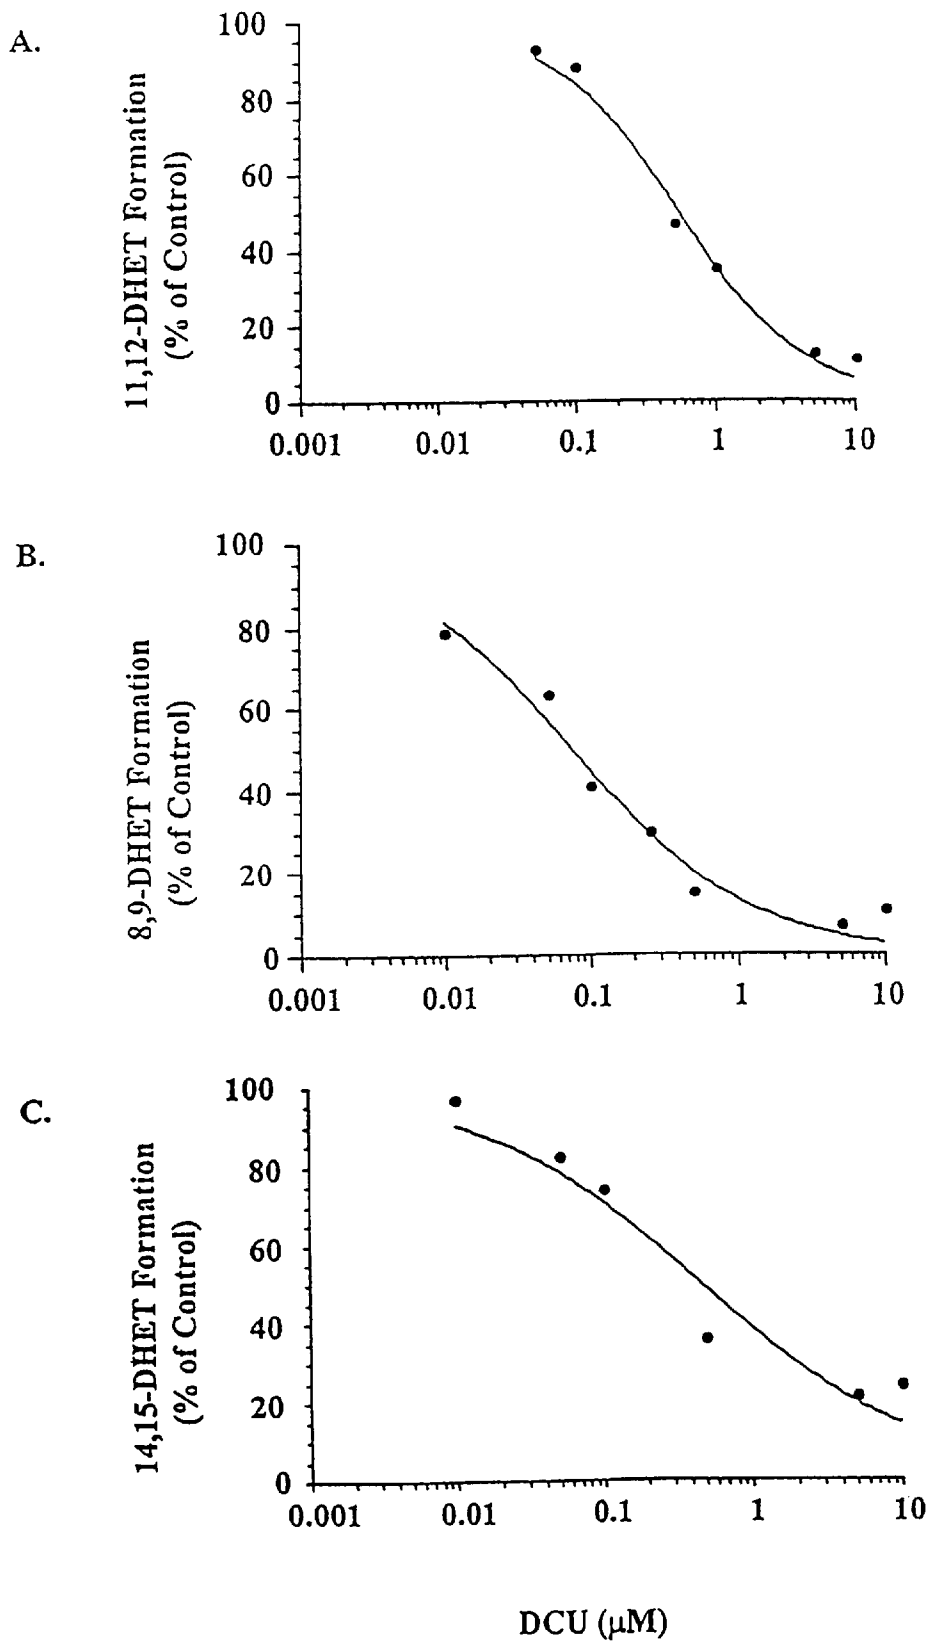 A.
11,12-DHET Formation
(% of Control)
100
80
60
40
20
0
0.001 0.01 0.1 1 10
B.
8,9-DHET Formation
(% of Control)
100
80
60
40
20
0
0.001 0.01 0.1 1 10
C.
14,15-DHET Formation
(% of Control)
100
80
60
40
20
0
0.001 0.01 0.1 1 10
DCU (μM)